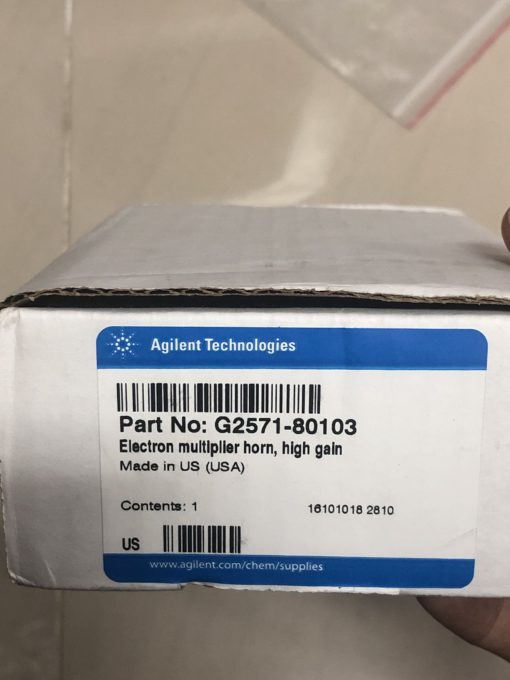 Agilent Technologies
Part No: G2571-80103
Electron multiplier horn, high gain
Made in US (USA)
Contents: 1 16101018 2810
US
www.agilent.com/chem/supplies